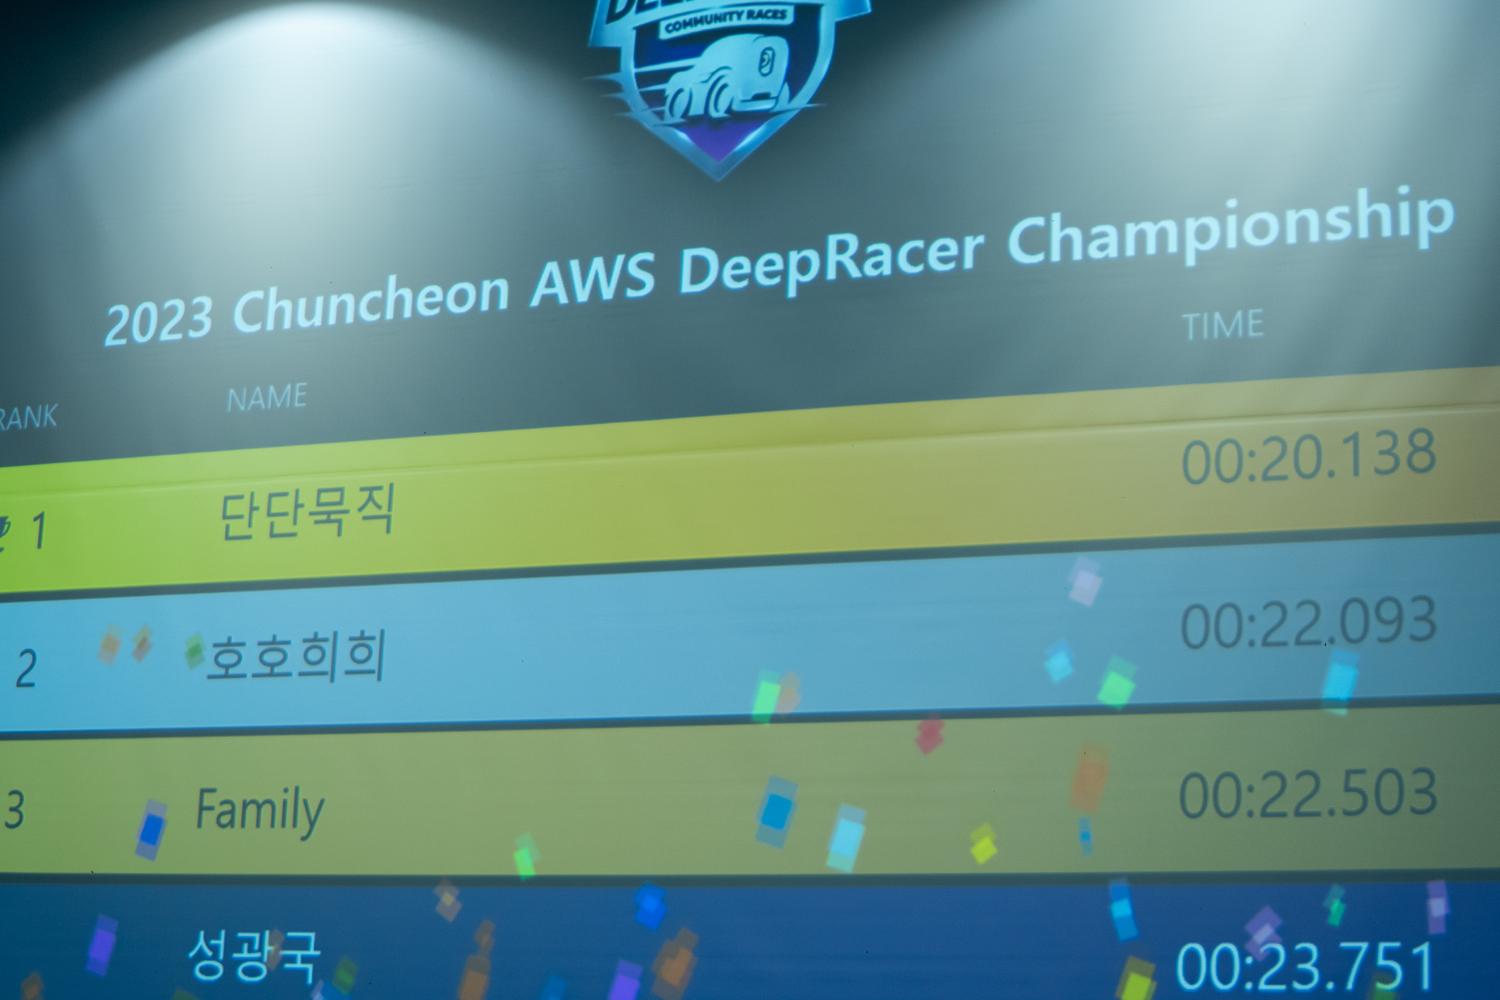 COMMUNITY RACES
2023 Chuncheon AWS DeepRacer Championship
RANK NAME TIME
1 단단묵직 00:20.138
2 호호희희 00:22.093
3 Family 00:22.503
성광국 00:23.751